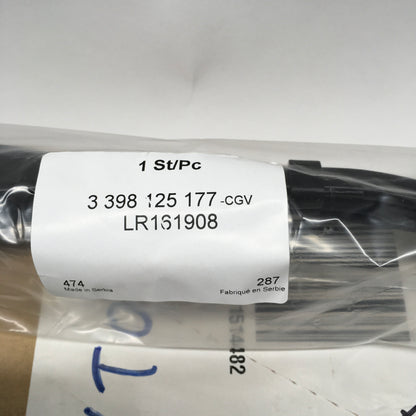 1 St/Pc
3 398 125 177-CGV
LR161908
474
Made in Serbia
287
Fabriqué en Serbie